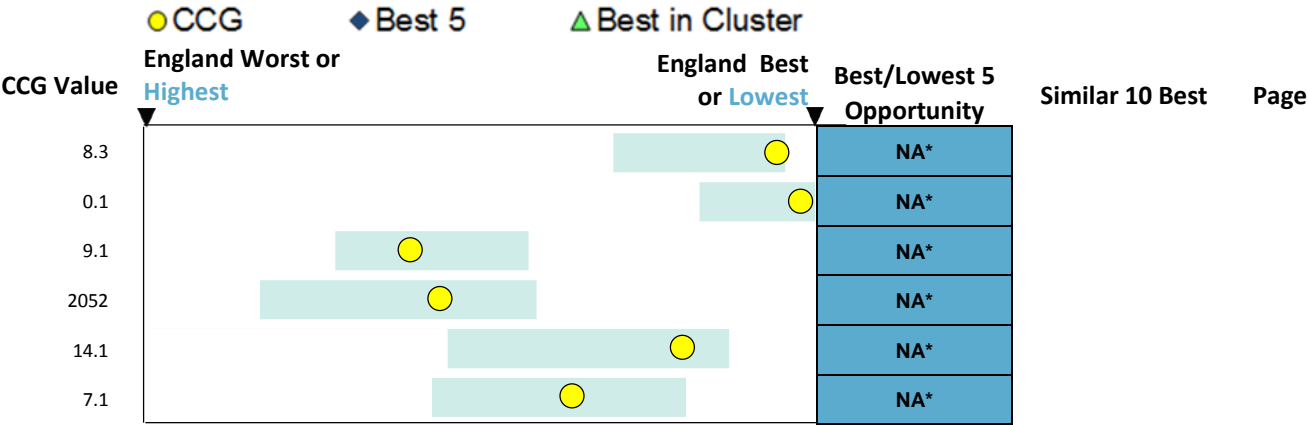 CCG Best 5 Best in Cluster
CCG Value
England Worst or
Highest
England Best
or Lowest
Best/Lowest 5
Opportunity
Similar 10 Best
Page
8.3 NA*
0.1 NA*
9.1 NA*
2052 NA*
14.1 NA*
7.1 NA*